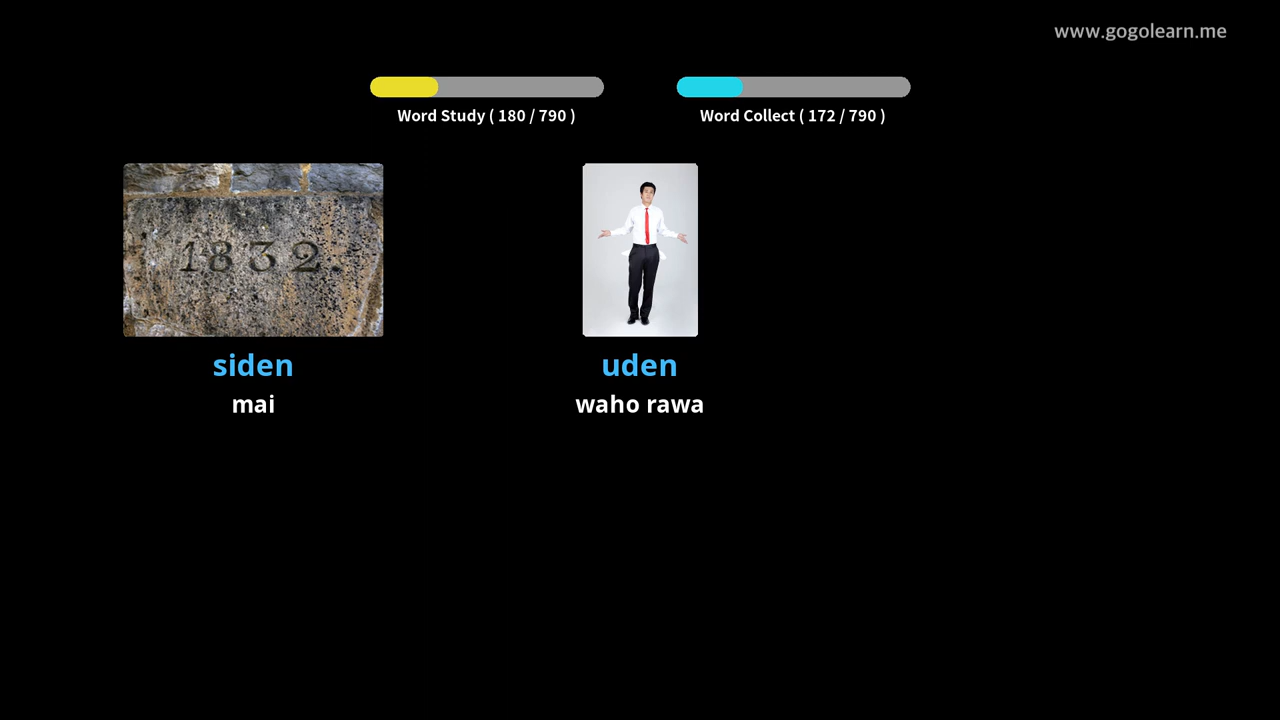 www.gogolearn.me
Word Study ( 180 / 790 )
Word Collect ( 172 / 790 )
1832.
siden
mai
uden
waho rawa